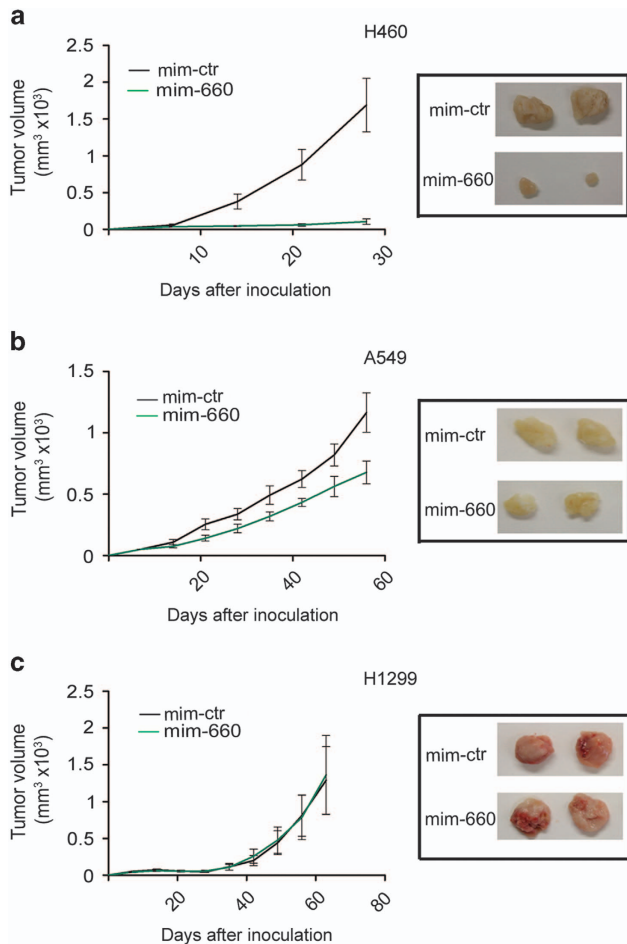 a
H460
2.5
2
1.5
1
0.5
0
Tumor volume
(mm³ x10³)
mim-ctr
mim-660
10
20
30
Days after inoculation
mim-ctr
mim-660
b
A549
1.5
1
0.5
0
Tumor volume
(mm³ x10³)
mim-ctr
mim-660
20
40
60
Days after inoculation
mim-ctr
mim-660
c
H1299
2.5
2
1.5
1
0.5
0
Tumor volume
(mm³ x10³)
mim-ctr
mim-660
20
40
60
80
Days after inoculation
mim-ctr
mim-660